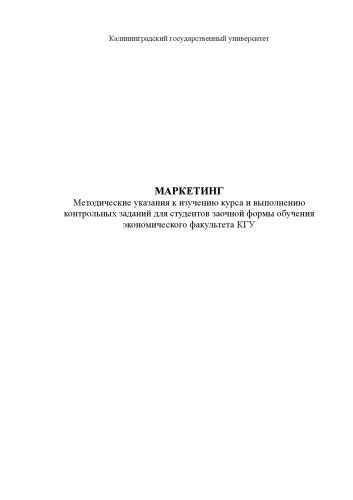 Калининградский государственный университет
МАРКЕТИНГ
Методические указания к изучению курса и выполнению
контрольных заданий для студентов заочной формы обучения
экономического факультета КГУ